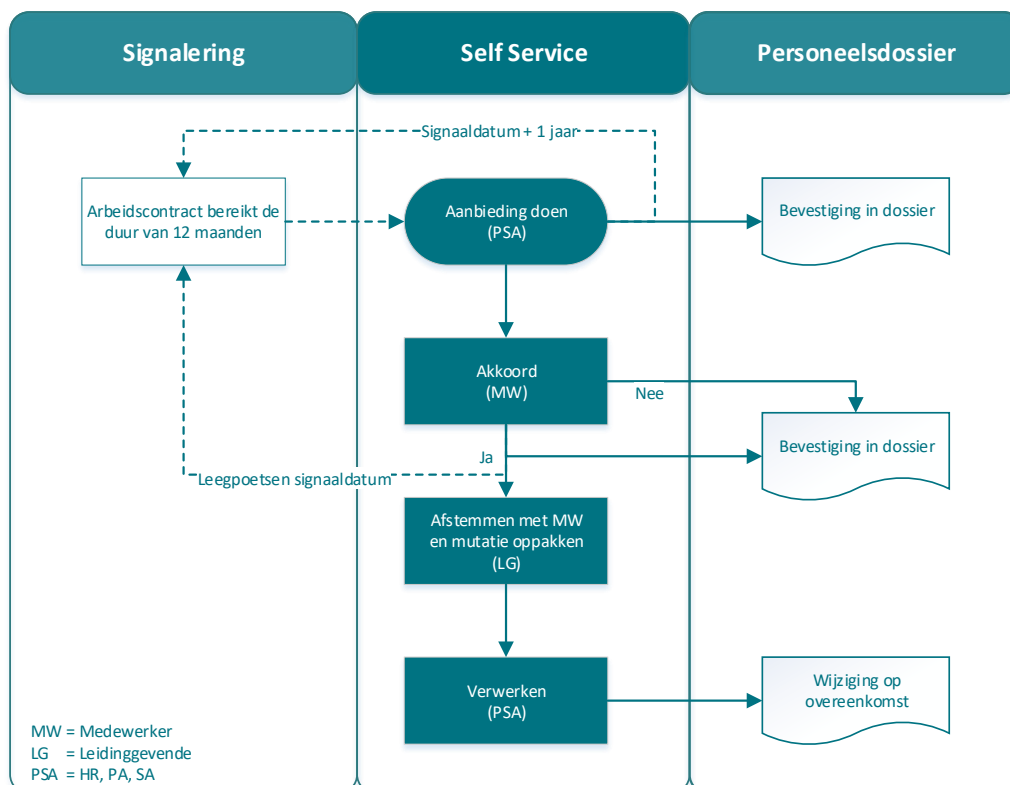 Signalering
Self Service
Personeelsdossier
Signaaldatum + 1 jaar
Arbeidscontract bereikt de
duur van 12 maanden
Aanbieding doen
(PSA)
Bevestiging in dossier
Akkoord
(MW)
Nee
Ja
Bevestiging in dossier
Leegpoetsen signaaldatum
Afstemmen met MW
en mutatie oppakken
(LG)
Verwerken
(PSA)
Wijziging op
overeenkomst
MW = Medewerker
LG = Leidinggevende
PSA = HR, PA, SA